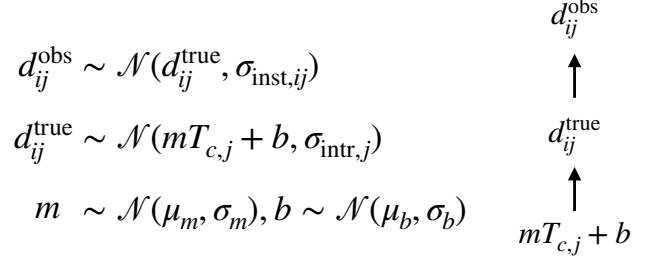 d_{ij}^{obs} ∼ 𝒩(d_{ij}^{true}, σ_{inst,ij})
d_{ij}^{true} ∼ 𝒩(mT_{c,j} + b, σ_{intr,j})
m ∼ 𝒩(μ_m, σ_m), b ∼ 𝒩(μ_b, σ_b)
d_{ij}^{obs}
d_{ij}^{true}
mT_{c,j} + b